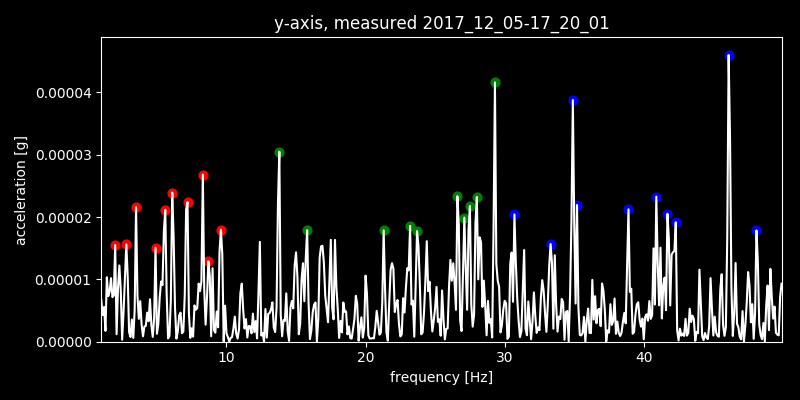 y-axis, measured 2017_12_05-17_20_01
acceleration [g]
0.00004
0.00003
0.00002
0.00001
0.00000
10 20 30 40
frequency [Hz]